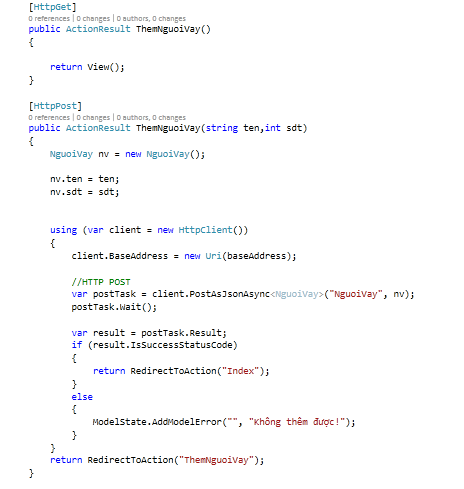 [HttpGet]
0 references | 0 changes | 0 authors, 0 changes
public ActionResult ThemNguoiVay()
{
return View();
}
[HttpPost]
0 references | 0 changes | 0 authors, 0 changes
public ActionResult ThemNguoiVay(string ten,int sdt)
{
NguoiVay nv = new NguoiVay();
nv.ten = ten;
nv.sdt = sdt;
using (var client = new HttpClient())
{
client.BaseAddress = new Uri(baseAddress);
//HTTP POST
var postTask = client.PostAsJsonAsync<NguoiVay>("NguoiVay", nv);
postTask.Wait();
var result = postTask.Result;
if (result.IsSuccessStatusCode)
{
return RedirectToAction("Index");
}
else
{
ModelState.AddModelError("", "Không thêm được!");
}
}
return RedirectToAction("ThemNguoiVay");
}